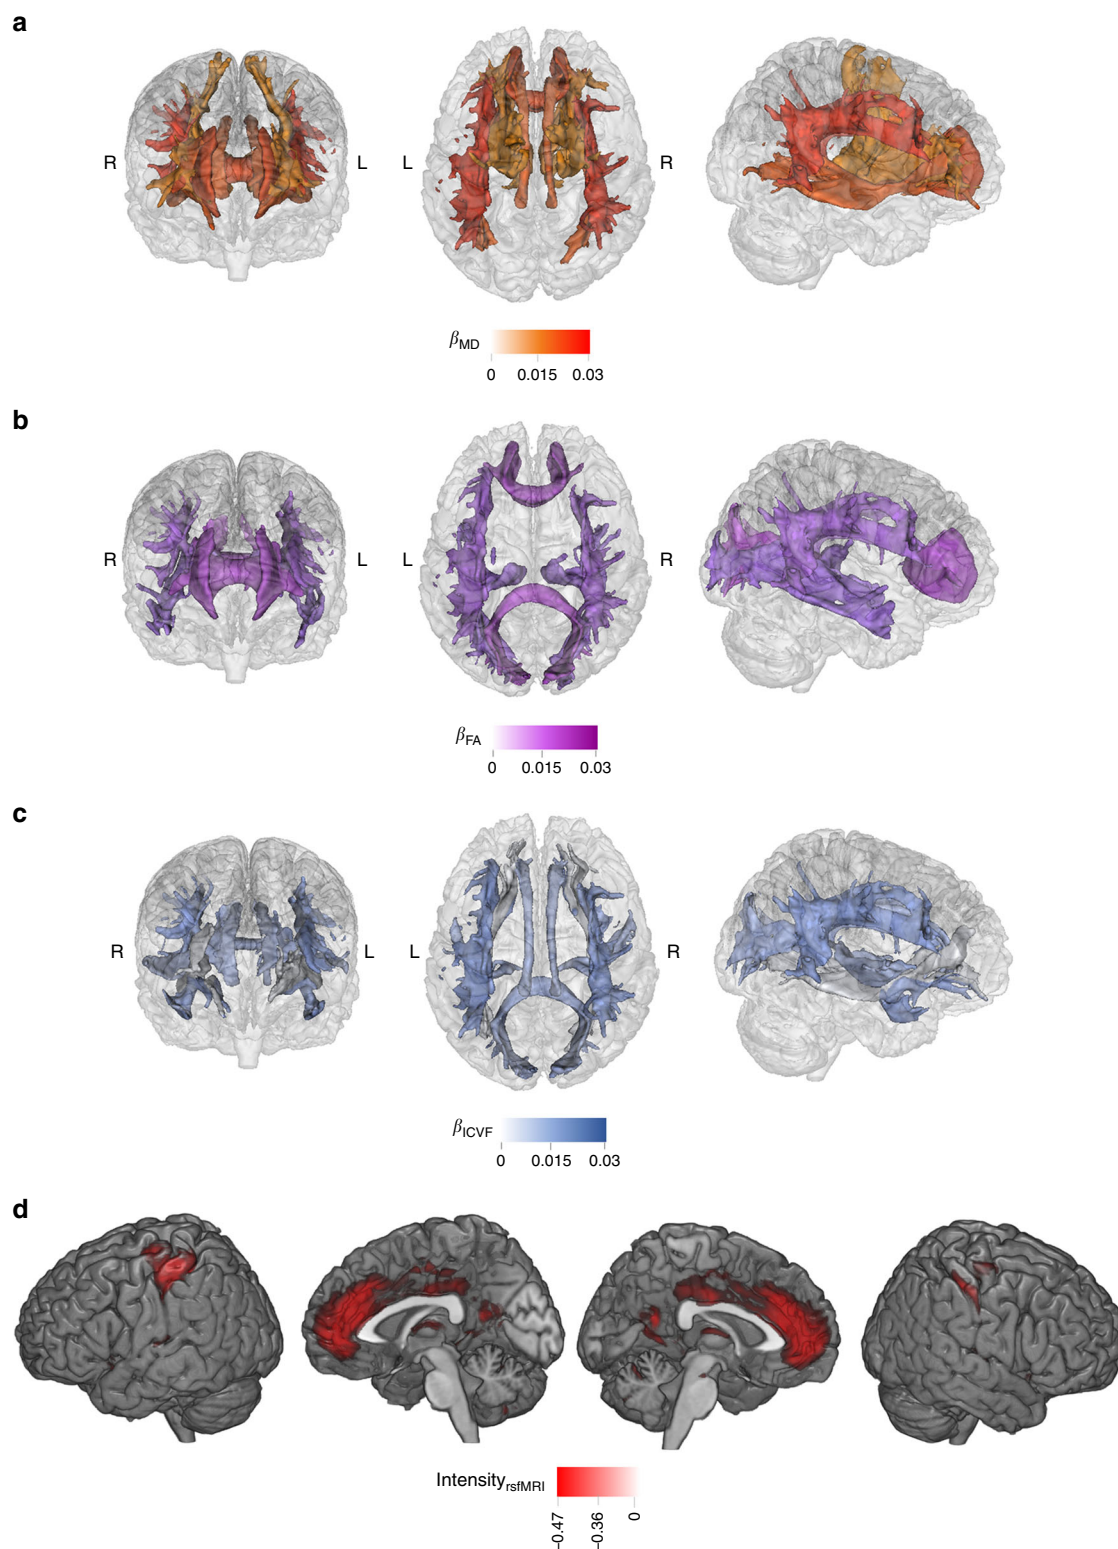 a
R L L R
βMD
0 0.015 0.03
b
R L L R
βFA
0 0.015 0.03
c
R L L R
βICVF
0 0.015 0.03
d
IntensityrsfMRI
−0.47 −0.36 0